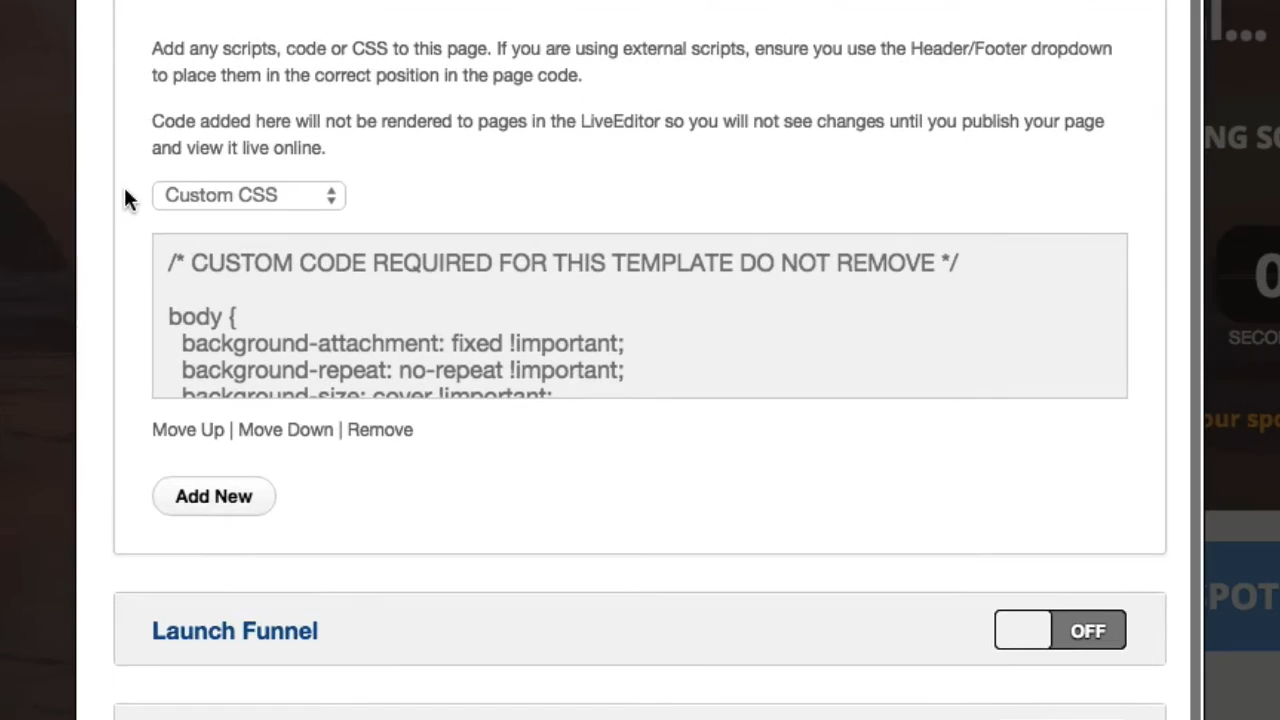 Add any scripts, code or CSS to this page. If you are using external scripts, ensure you use the Header/Footer dropdown
to place them in the correct position in the page code.
Code added here will not be rendered to pages in the LiveEditor so you will not see changes until you publish your page
and view it live online.
Custom CSS
/* CUSTOM CODE REQUIRED FOR THIS TEMPLATE DO NOT REMOVE */
body {
background-attachment: fixed !important;
background-repeat: no-repeat !important;
background-size: cover !important;
Move Up | Move Down | Remove
Add New
Launch Funnel
OFF